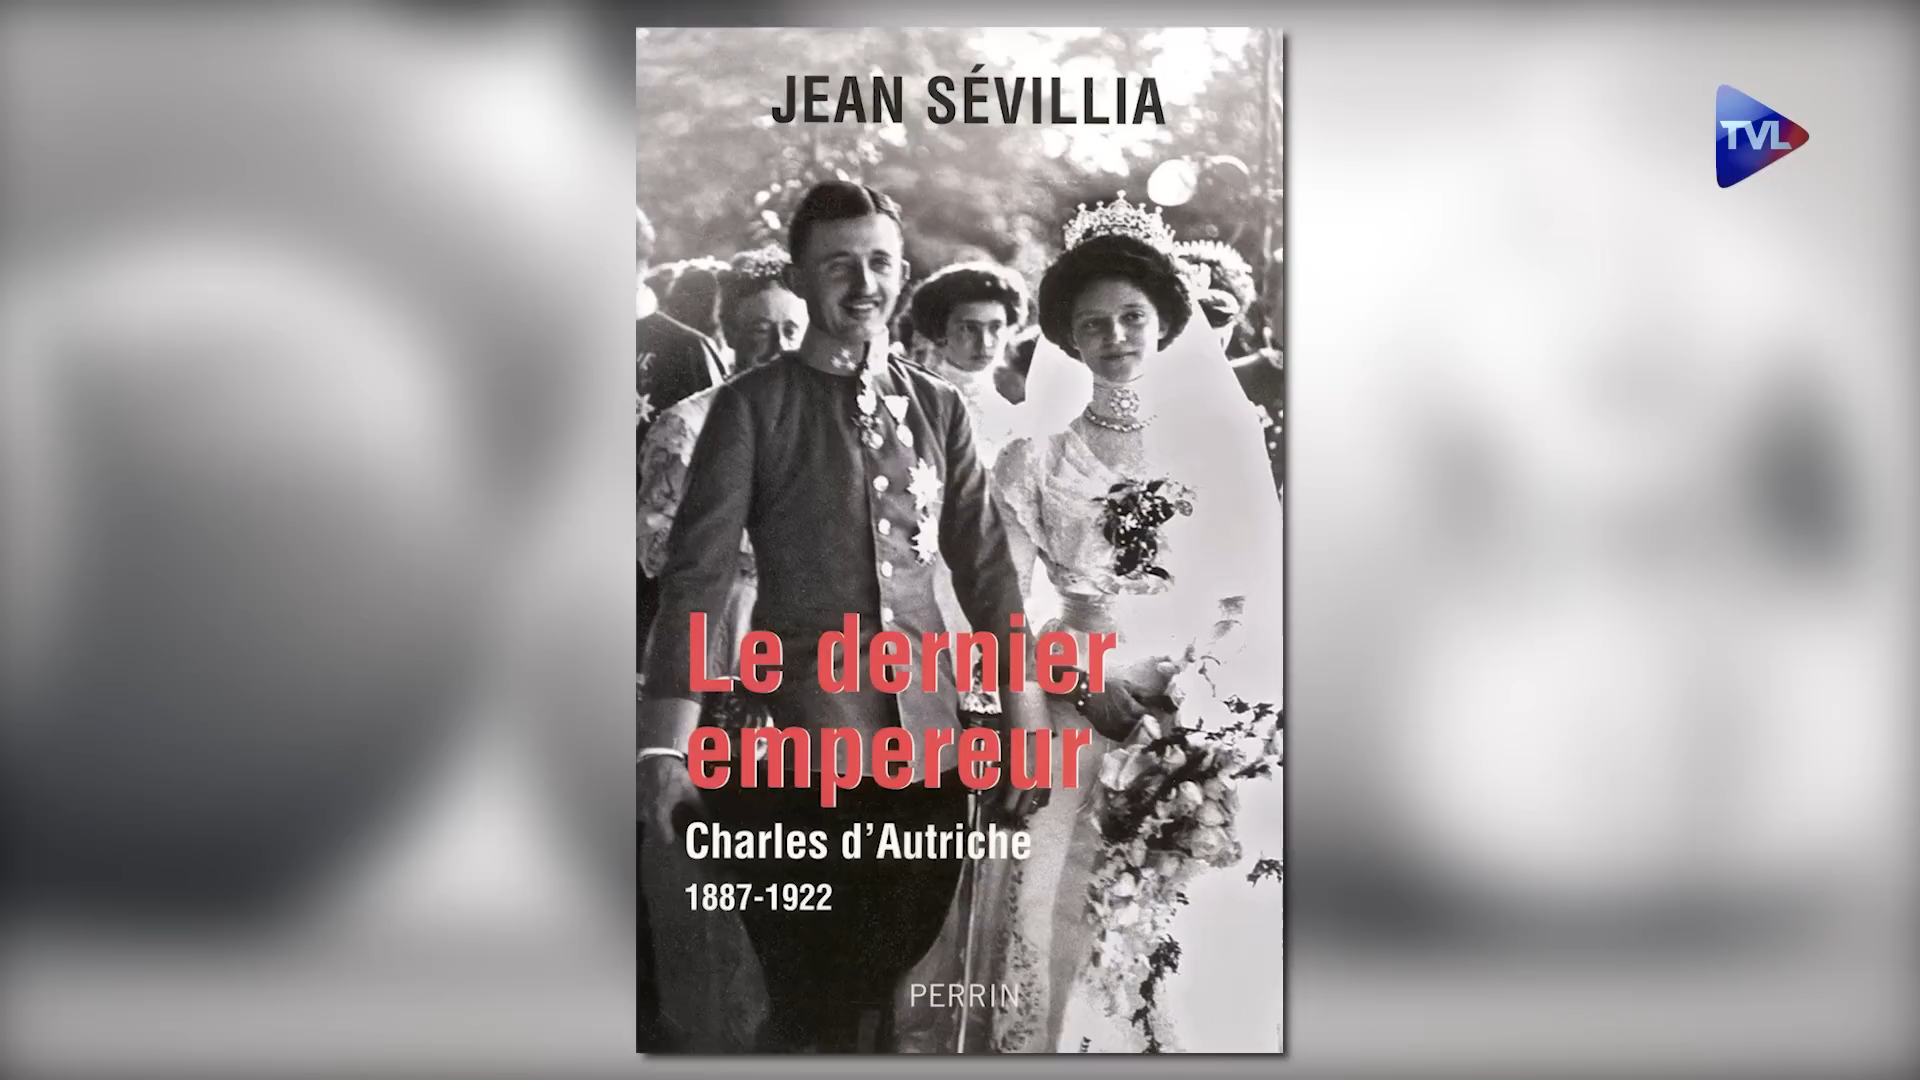 JEAN SÉVILLIA
TVL
Le dernier
empereur
Charles d'Autriche
1887-1922
PERRIN